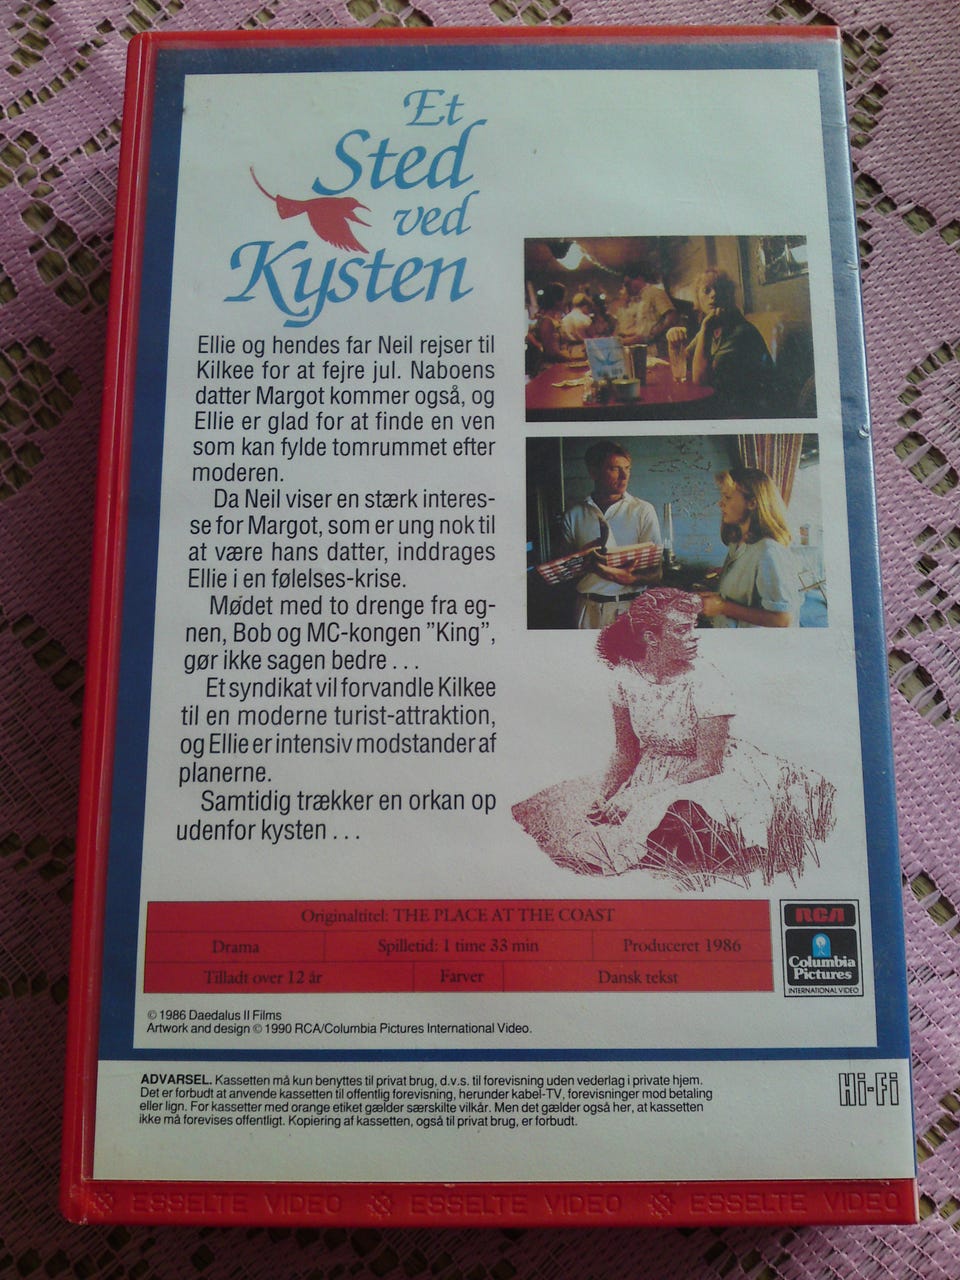 Et
Sted
ved
Kysten
Ellie og hendes far Neil rejser til
Kilkee for at fejre jul. Naboens
datter Margot kommer også, og
Ellie er glad for at finde en ven
som kan fylde tomrummet efter
moderen.
Da Neil viser en stærk interes-
se for Margot, som er ung nok til
at være hans datter, inddrages
Ellie i en følelses-krise.
Mødet med to drenge fra eg-
nen, Bob og MC-kongen ”King”,
gør ikke sagen bedre . . .
Et syndikat vil forvandle Kilkee
til en moderne turist-attraktion,
og Ellie er intensiv modstander af
planerne.
Samtidig trækker en orkan op
udenfor kysten . . .
Originaltitel: THE PLACE AT THE COAST
Drama Spilletid: 1 time 33 min Produceret 1986
Tilladt over 12 år Farver Dansk tekst
RCA
Columbia
Pictures
INTERNATIONAL VIDEO
© 1986 Daedalus II Films
Artwork and design © 1990 RCA/Columbia Pictures International Video.
ADVARSEL. Kassetten må kun benyttes til privat brug, d.v.s. til forevisning uden vederlag i private hjem.
Det er forbudt at anvende kassetten til offentlig forevisning, herunder kabel-TV, forevisninger mod betaling
eller lign. For kassetter med orange etiket gælder særskilte vilkår. Men det gælder også her, at kassetten
ikke må forevises offentligt. Kopiering af kassetten, også til privat brug, er forbudt.
Hi-Fi
ESSELTE VIDEO ESSELTE VIDEO ESSELTE VIDEO